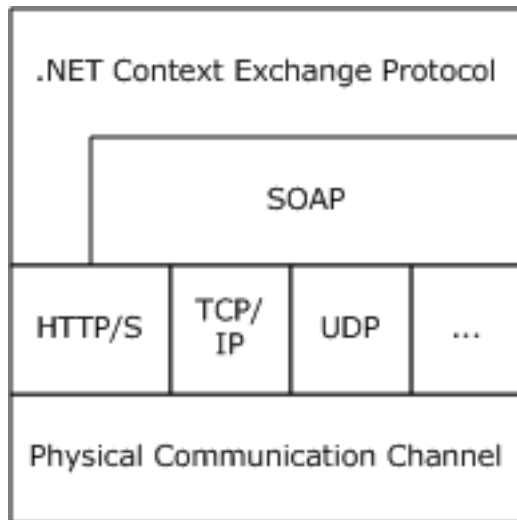 .NET Context Exchange Protocol
SOAP
HTTP/S
TCP/
IP
UDP
...
Physical Communication Channel